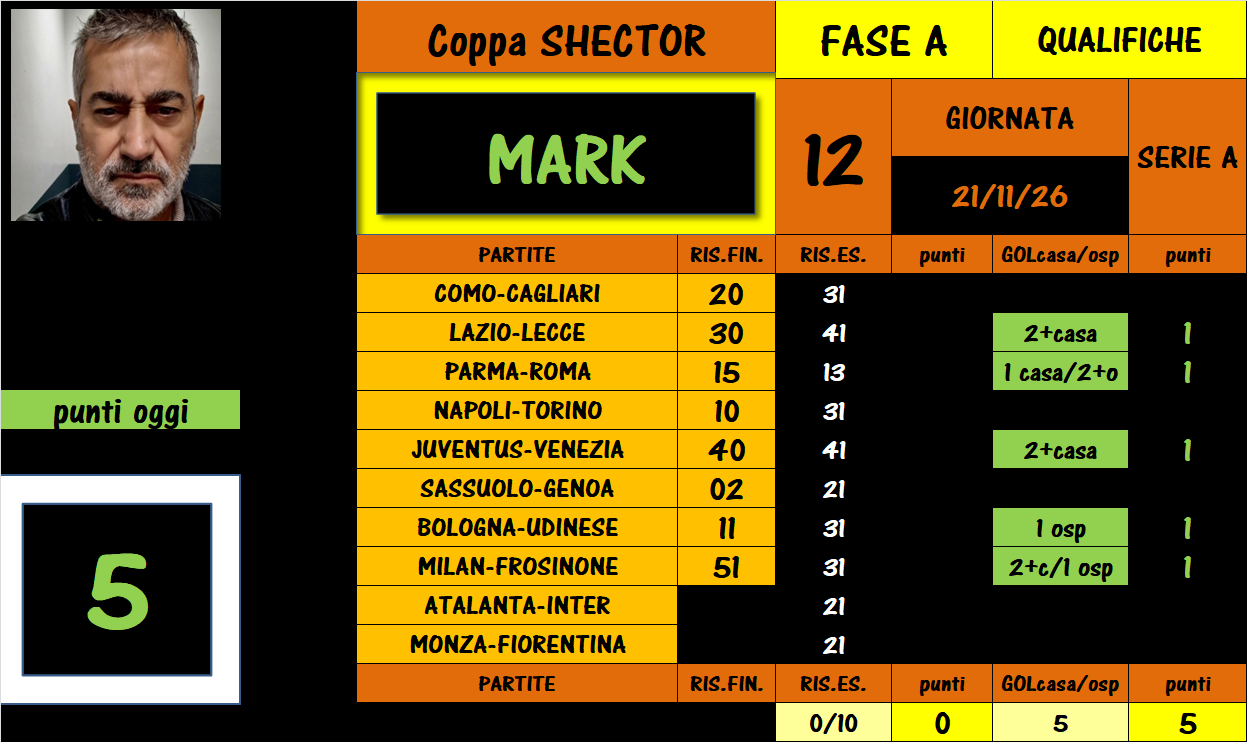 Coppa SHECTOR FASE A QUALIFICHE
MARK 12 GIORNATA SERIE A
21/11/26
PARTITE RIS.FIN. RIS.ES. punti GOLcasa/osp punti
COMO-CAGLIARI 20 31
LAZIO-LECCE 30 41 2+casa 1
PARMA-ROMA 15 13 1 casa/2+o 1
NAPOLI-TORINO 10 31
punti oggi
JUVENTUS-VENEZIA 40 41 2+casa 1
SASSUOLO-GENOA 02 21
BOLOGNA-UDINESE 11 31 1 osp 1
MILAN-FROSINONE 51 31 2+c/1 osp 1
5
ATALANTA-INTER 21
MONZA-FIORENTINA 21
PARTITE RIS.FIN. RIS.ES. punti GOLcasa/osp punti
0/10 0 5 5